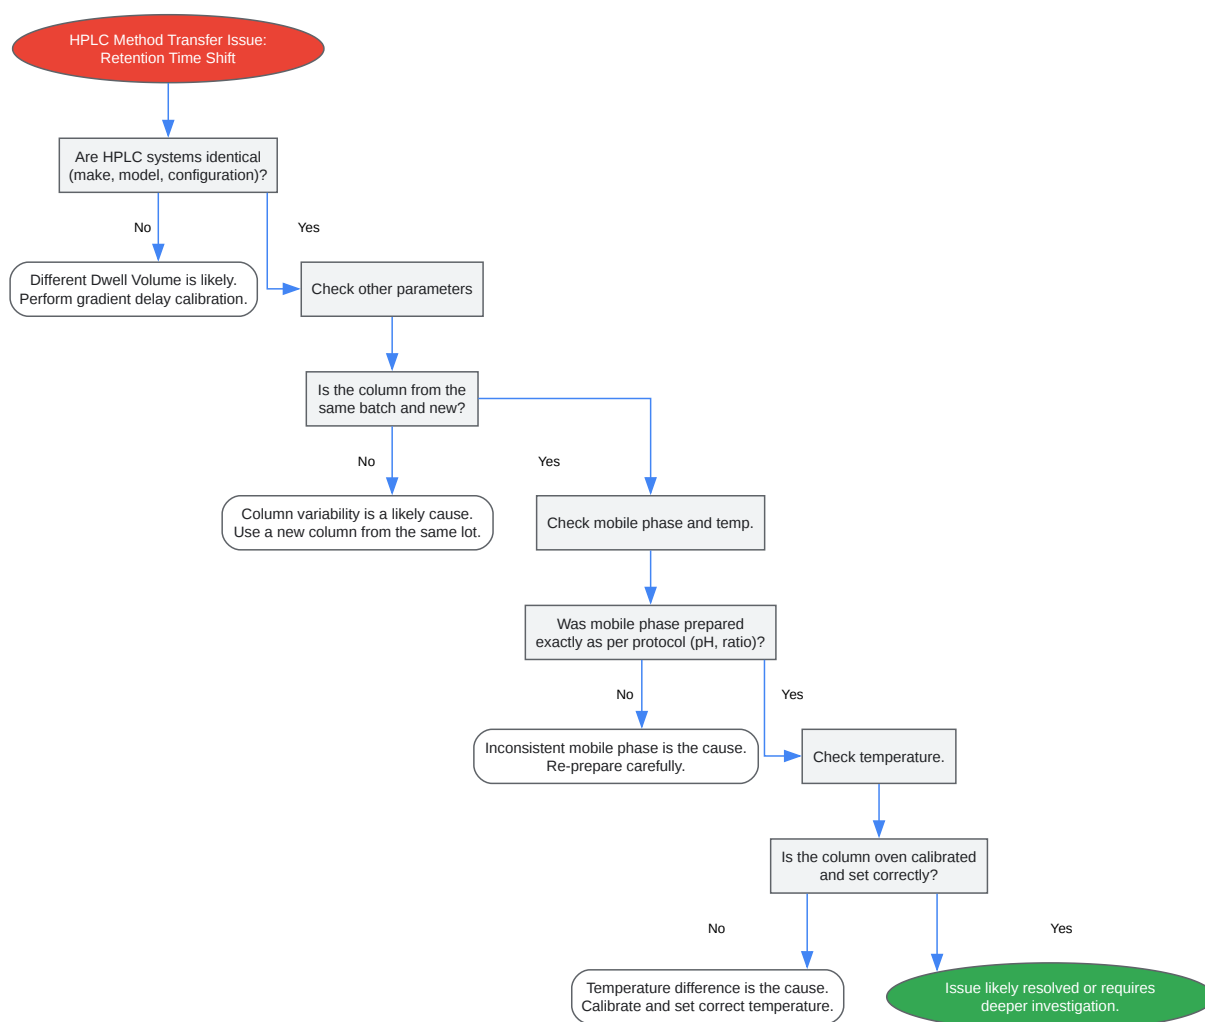 HPLC Method Transfer Issue:
Retention Time Shift
Are HPLC systems identical
(make, model, configuration)?
No
Yes
Different Dwell Volume is likely.
Perform gradient delay calibration.
Check other parameters
Is the column from the
same batch and new?
No
Yes
Column variability is a likely cause.
Use a new column from the same lot.
Check mobile phase and temp.
Was mobile phase prepared
exactly as per protocol (pH, ratio)?
No
Yes
Inconsistent mobile phase is the cause.
Re-prepare carefully.
Check temperature.
Is the column oven calibrated
and set correctly?
No
Yes
Temperature difference is the cause.
Calibrate and set correct temperature.
Issue likely resolved or requires
deeper investigation.